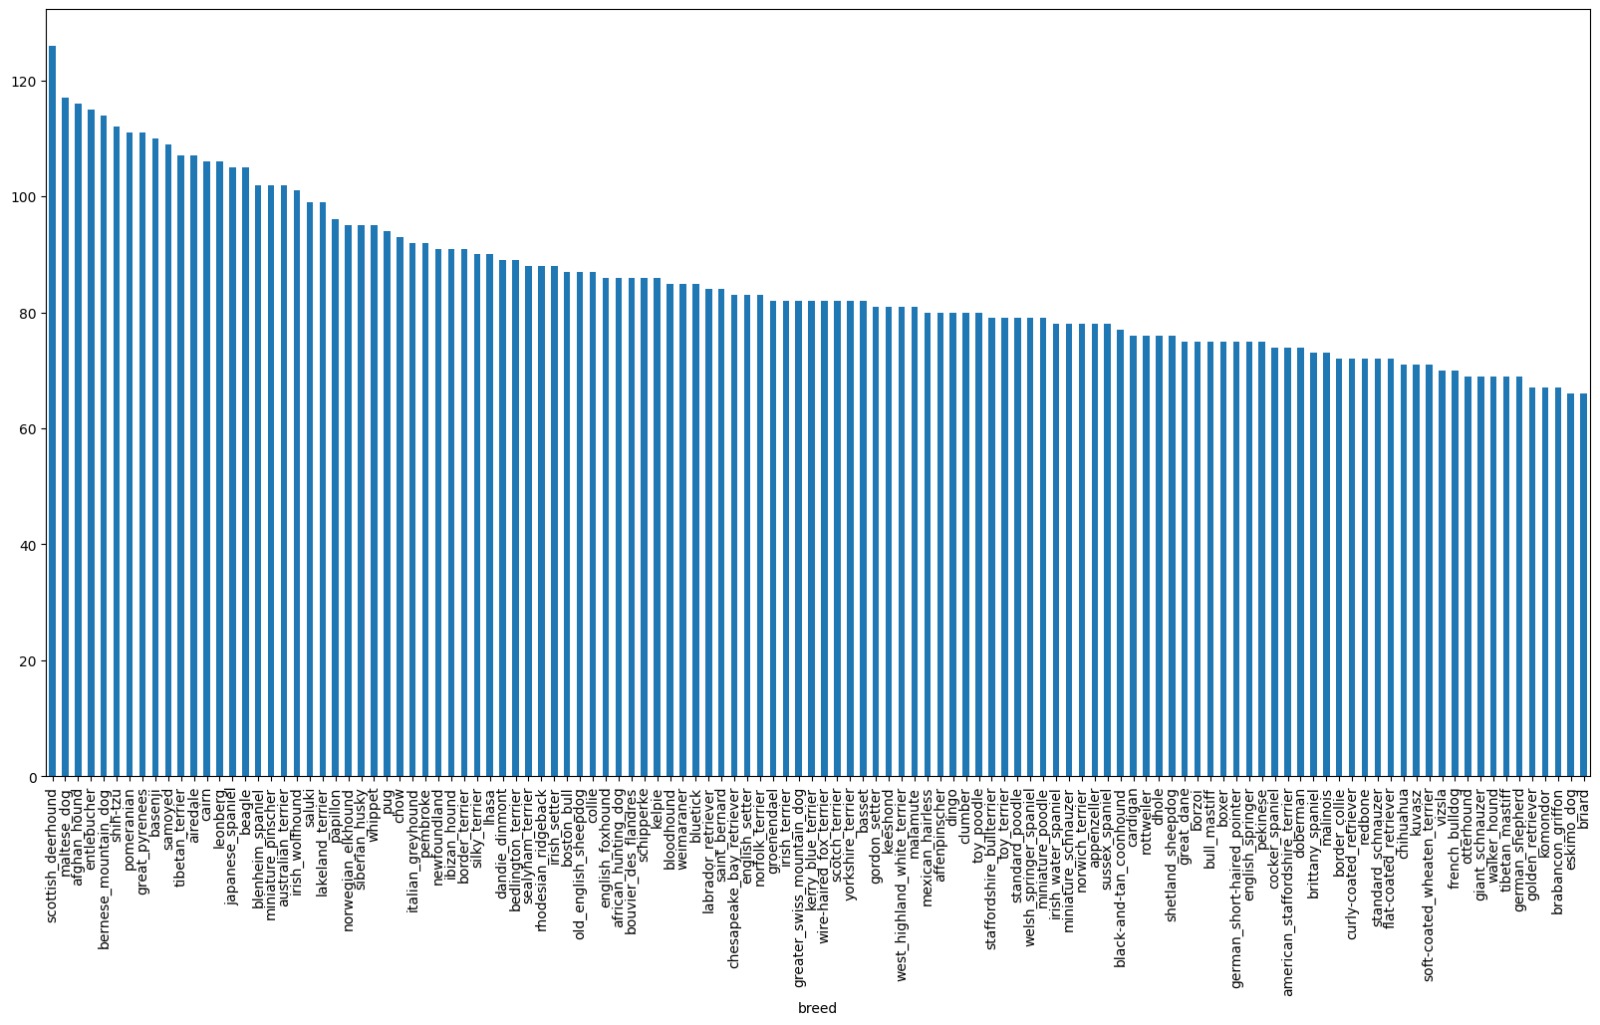 120
100
80
60
40
20
0
scottish_deerhound
maltese_dog
afghan_hound
entlebucher
bernese_mountain_dog
shih-tzu
pomeranian
great_pyrenees
basenji
samoyed
tibetan_terrier
airedale
cairn
leonberg
japanese_spaniel
beagle
blenheim_spaniel
miniature_pinscher
australian_terrier
irish_wolfhound
saluki
lakeland_terrier
papillon
norwegian_elkhound
siberian_husky
whippet
pug
chow
italian_greyhound
pembroke
newfoundland
ibizan_hound
border_terrier
silky_terrier
lhasa
dandie_dinmont
bedlington_terrier
sealyham_terrier
rhodesian_ridgeback
irish_setter
boston_bull
old_english_sheepdog
collie
english_foxhound
african_hunting_dog
bouvier_des_flandres
schipperke
kelpie
bloodhound
weimaraner
bluetick
labrador_retriever
saint_bernard
chesapeake_bay_retriever
english_setter
norfolk_terrier
groenendael
irish_terrier
greater_swiss_mountain_dog
kerry_blue_terrier
wire-haired_fox_terrier
scotch_terrier
yorkshire_terrier
basset
gordon_setter
keeshond
west_highland_white_terrier
malamute
mexican_hairless
affenpinscher
dingo
clumber
toy_poodle
staffordshire_bullterrier
toy_terrier
standard_poodle
welsh_springer_spaniel
miniature_poodle
irish_water_spaniel
miniature_schnauzer
norwich_terrier
appenzeller
sussex_spaniel
black-and-tan_coonhound
cardigan
rottweiler
dhole
shetland_sheepdog
great_dane
borzoi
bull_mastiff
boxer
german_short-haired_pointer
english_springer
pekinese
cocker_spaniel
american_staffordshire_terrier
doberman
brittany_spaniel
malinois
border_collie
curly-coated_retriever
redbone
standard_schnauzer
flat-coated_retriever
chihuahua
kuvasz
soft-coated_wheaten_terrier
vizsla
french_bulldog
otterhound
giant_schnauzer
walker_hound
tibetan_mastiff
german_shepherd
golden_retriever
komondor
brabancon_griffon
eskimo_dog
briard
breed